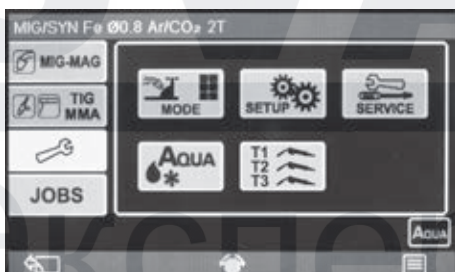 MIG/SYN Fe Ø0.8 Ar/CO₂ 2T
MIG-MAG
TIG
MMA
JOBS
MODE
SETUP
SERVICE
AQUA
T1
T2
T3
AQUA